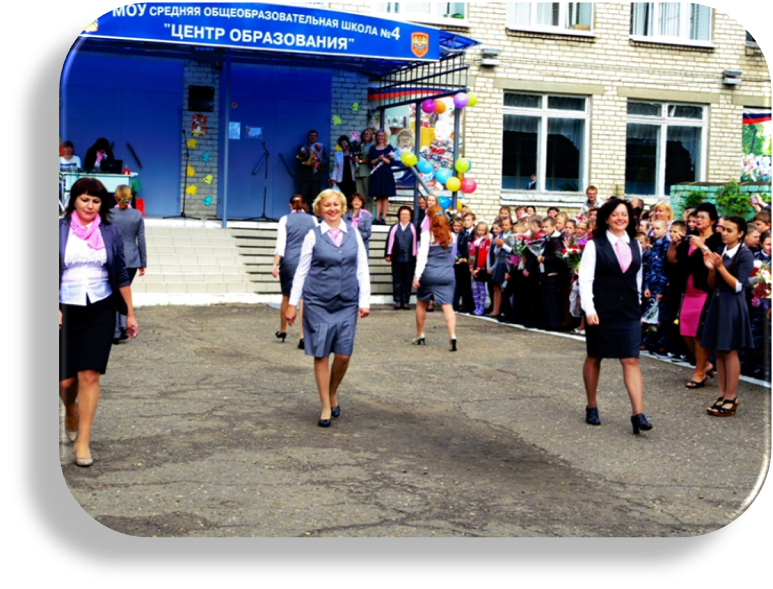 МОУ СРЕДНЯЯ ОБЩЕОБРАЗОВАТЕЛЬНАЯ ШКОЛА №4
"ЦЕНТР ОБРАЗОВАНИЯ"